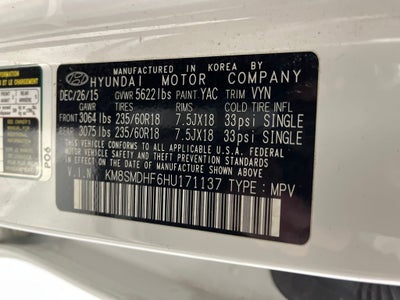 MANUFACTURED IN KOREA BY
HYUNDAI MOTOR COMPANY
DEC/26/15 GVWR 5622lbs PAINT YAC TRIM VYN
GAWR TIRES RIMS COLD TIRE INFL
FRONT 3064 lbs 235/60R18 7.5JX18 33psi SINGLE
REAR 3075 lbs 235/60R18 7.5JX18 33psi SINGLE
THIS VEHICLE CONFORMS TO ALL APPLICABLE
U.S. FEDERAL MOTOR VEHICLE SAFETY
STANDARDS IN EFFECT ON THE DATE OF
MANUFACTURE SHOWN ABOVE.
V.I.N: KM8SMDHF6HU171137 TYPE: MPV
PO6